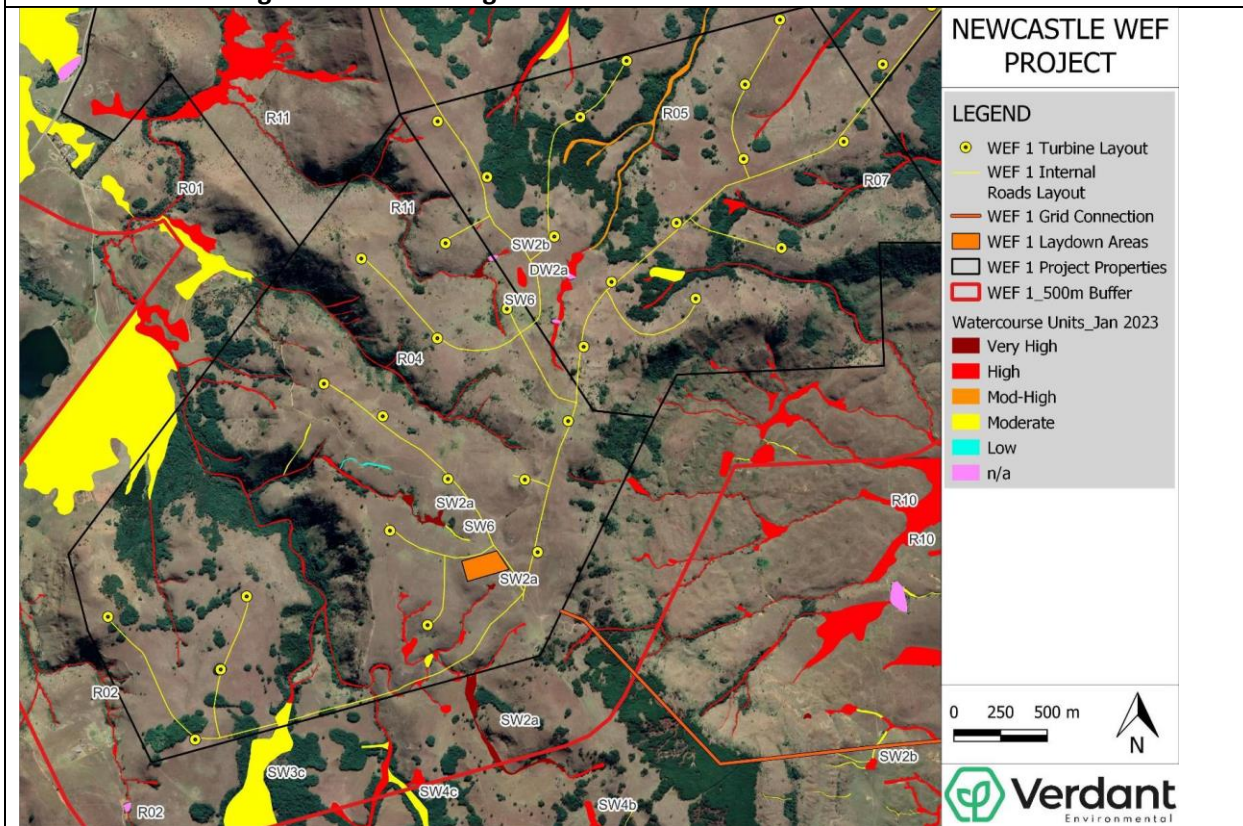 R11
R01
R11
R05
R07
SW2b
DW2a
SW6
R04
SW2a
SW6
SW2a
R10
R10
R02
SW2a
SW2b
SW3c
SW4c
SW4b
R02
NEWCASTLE WEF
PROJECT
LEGEND
WEF 1 Turbine Layout
WEF 1 Internal
Roads Layout
WEF 1 Grid Connection
WEF 1 Laydown Areas
WEF 1 Project Properties
WEF 1_500m Buffer
Watercourse Units_Jan 2023
Very High
High
Mod-High
Moderate
Low
n/a
0 250 500 m
N
Verdant
Environmental